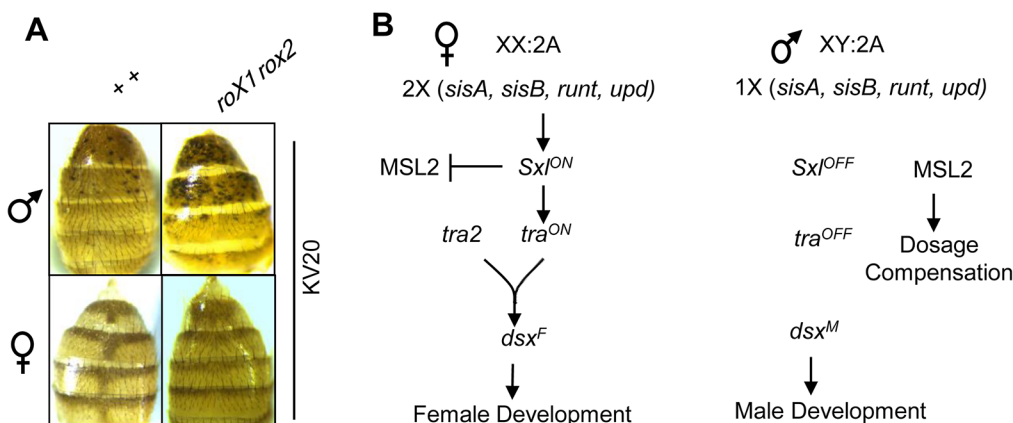 A
+ +
roX1 rox2
KV20
B
XX:2A
2X (sisA, sisB, runt, upd)
MSL2
Sxl^ON
tra2
tra^ON
dsx^F
Female Development
XY:2A
1X (sisA, sisB, runt, upd)
Sxl^OFF
MSL2
tra^OFF
Dosage
Compensation
dsx^M
Male Development